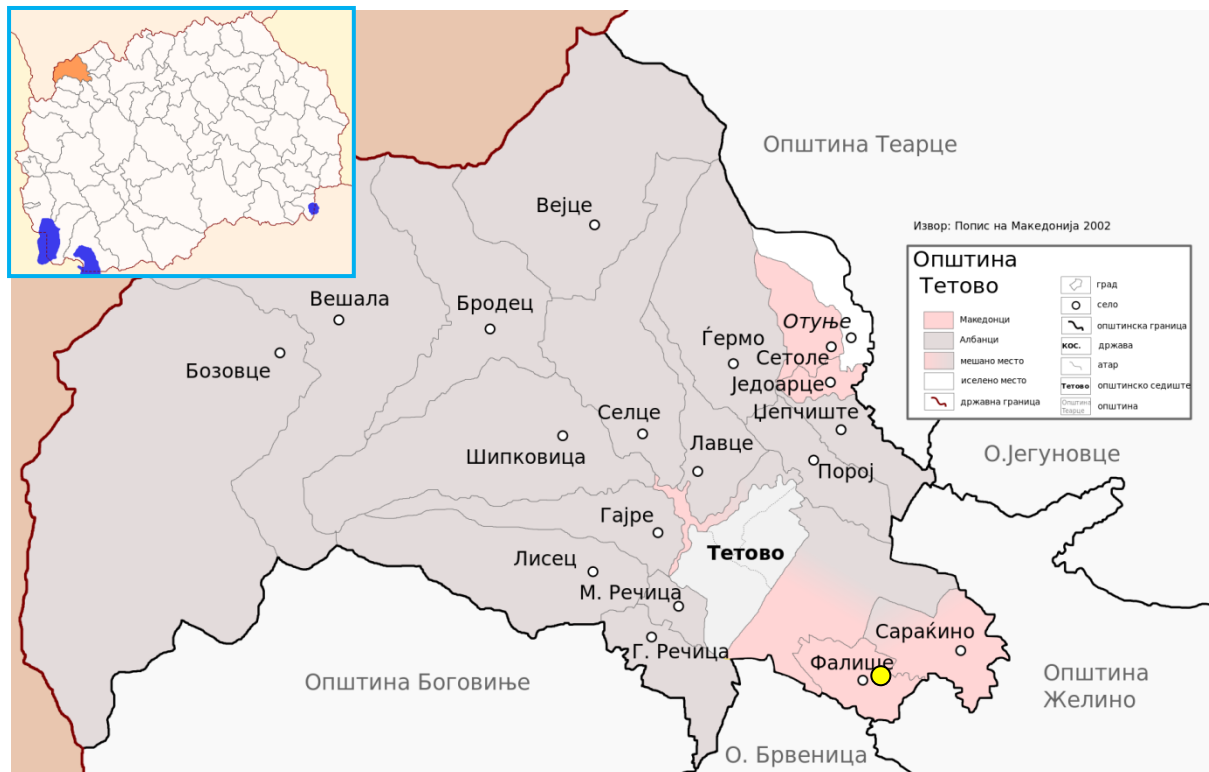 Општина Теарце
Вејце
Извор: Попис на Македонија 2002
Општина
Тетово
Македонци
Албанци
мешано место
иселено место
државна граница
град
село
општинска граница
кос.
држава
атар
Тетово
општинско седиште
Општина
Теарце
општина
Вешала
Бродец
Отуње
Ѓермо
Сетоле
Бозовце
Једоарце
Селце
Џепчиште
Шипковица
Лавце
Порој
О.Јегуновце
Гајре
Лисец
Тетово
М. Речица
Сараќино
Г. Речица
Фалише
Општина Боговиње
Општина
Желино
О. Брвеница